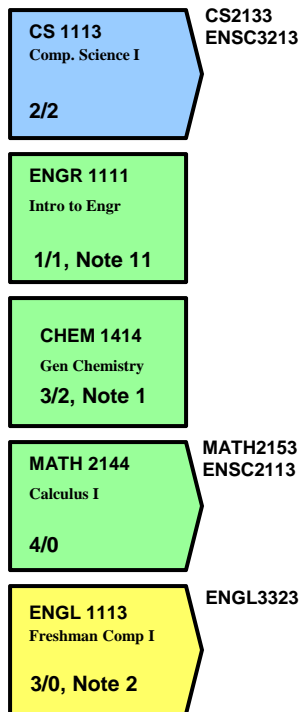 CS 1113
Comp. Science I
2/2
CS2133
ENSC3213
ENGR 1111
Intro to Engr
1/1, Note 11
CHEM 1414
Gen Chemistry
3/2, Note 1
MATH 2144
Calculus I
4/0
MATH2153
ENSC2113
ENGL 1113
Freshman Comp I
3/0, Note 2
ENGL3323